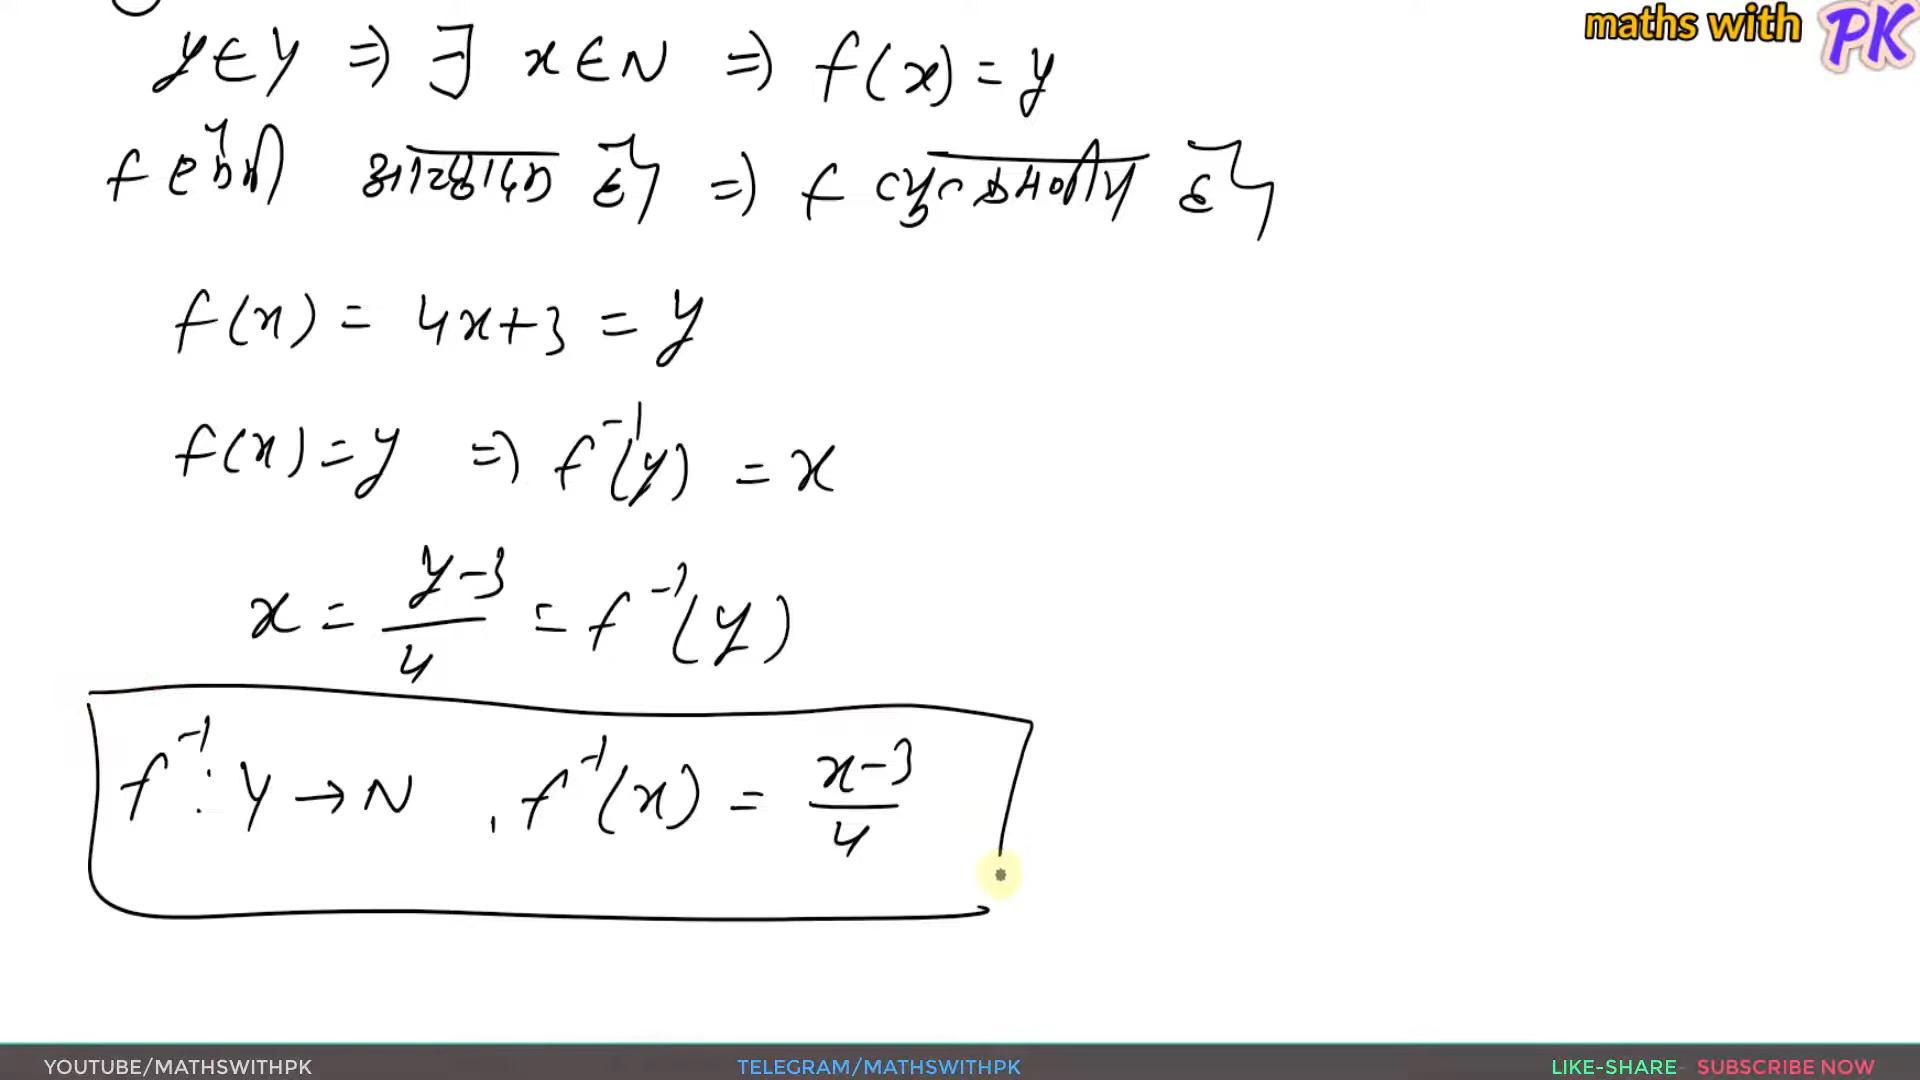 maths with PK
y ∈ Y ⇒ ∃ x ∈ N ⇒ f(x) = y
f एकैकी आच्छादक है ⇒ f व्युत्क्रमणीय है
f(x) = 4x+3 = y
f(x) = y ⇒ f⁻¹(y) = x
x = (y-3)/4 = f⁻¹(y)
f⁻¹: Y → N , f⁻¹(x) = (x-3)/4
YOUTUBE/MATHSWITHPK TELEGRAM/MATHSWITHPK LIKE-SHARE- SUBSCRIBE NOW